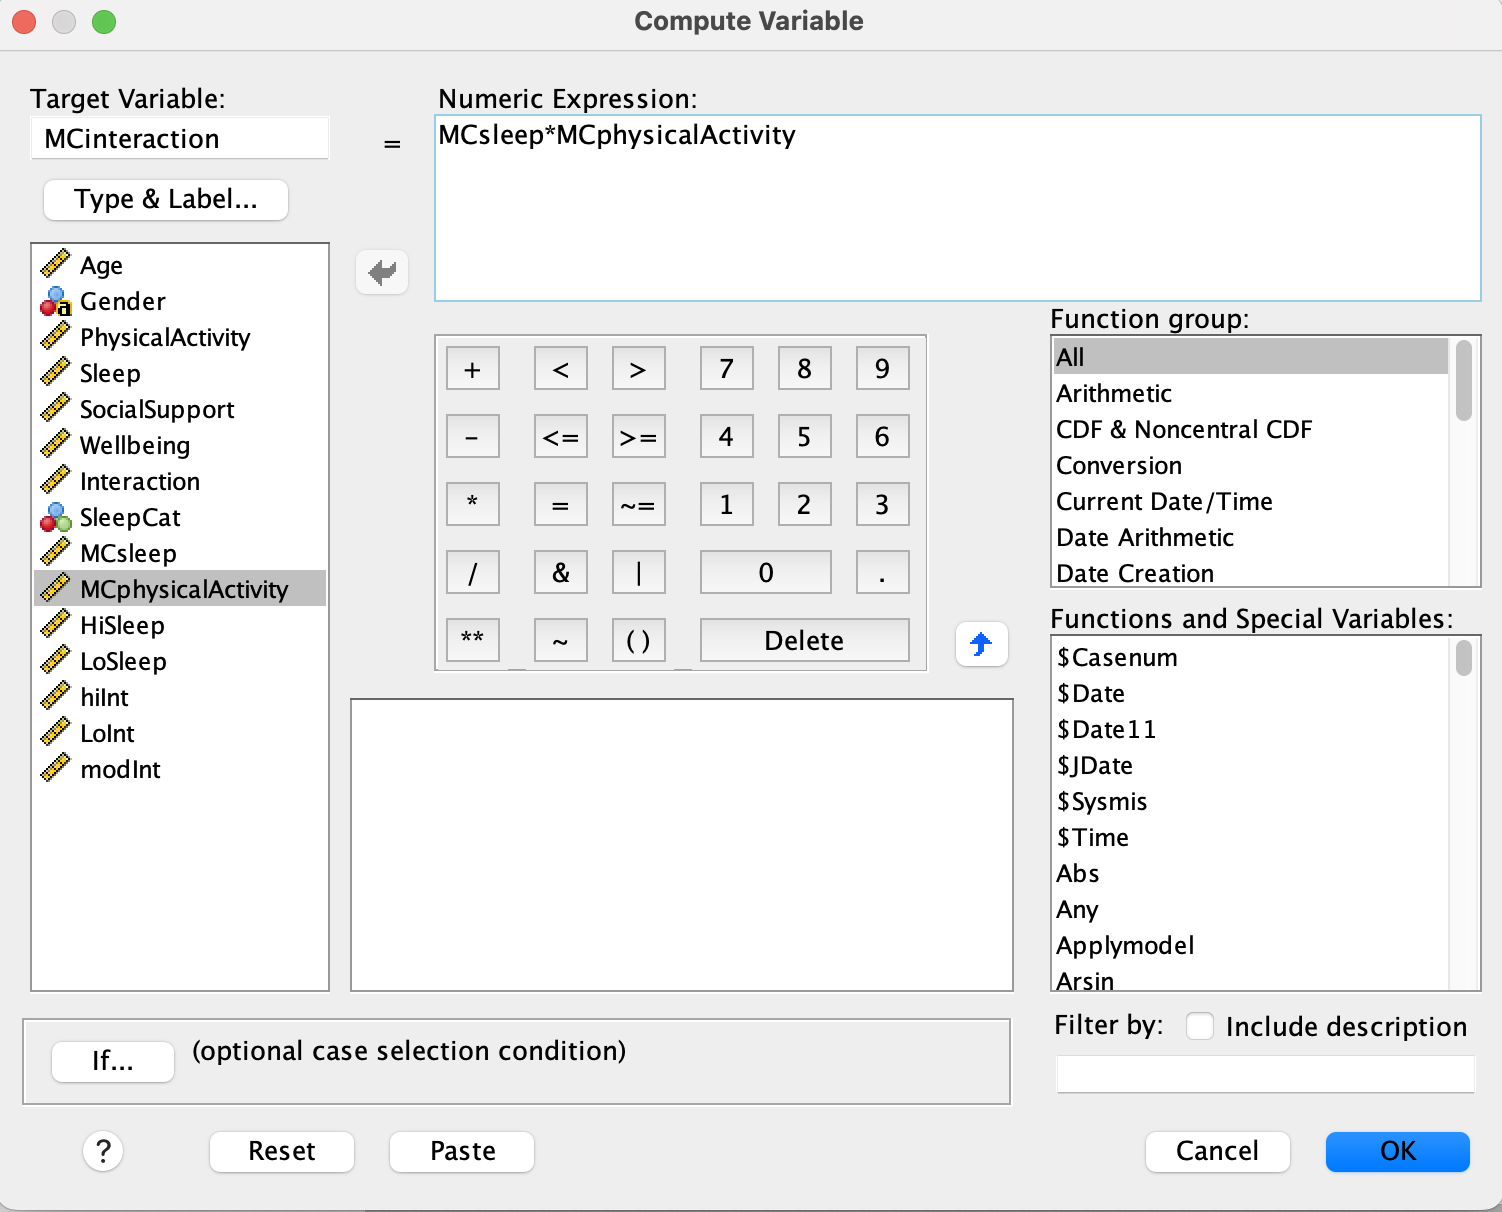 Compute Variable
Target Variable:
MCinteraction
=
Numeric Expression:
MCsleep*MCphysicalActivity
Type & Label...
Age
a Gender
PhysicalActivity
Sleep
SocialSupport
Wellbeing
Interaction
SleepCat
MCsleep
MCphysicalActivity
HiSleep
LoSleep
hiInt
LoInt
modInt
+ < > 7 8 9
- <= >= 4 5 6
* = ~= 1 2 3
/ & | 0 .
** ~ () Delete
Function group:
All
Arithmetic
CDF & Noncentral CDF
Conversion
Current Date/Time
Date Arithmetic
Date Creation
Functions and Special Variables:
$Casenum
$Date
$Date11
$JDate
$Sysmis
$Time
Abs
Any
Applymodel
Arsin
If... (optional case selection condition)
Filter by: Include description
? Reset Paste Cancel OK